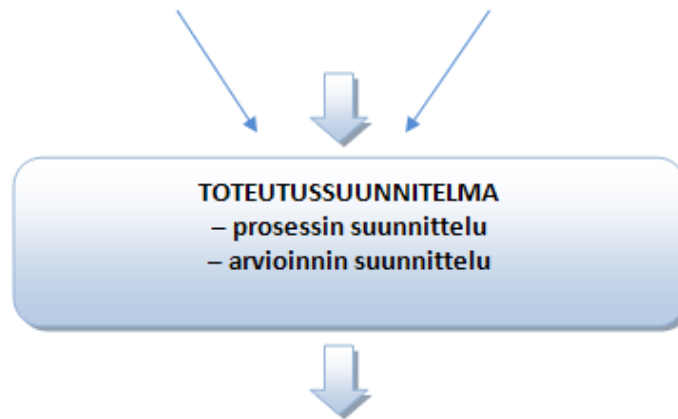 TOTEUTUSSUUNNITELMA
– prosessin suunnittelu
– arvioinnin suunnittelu